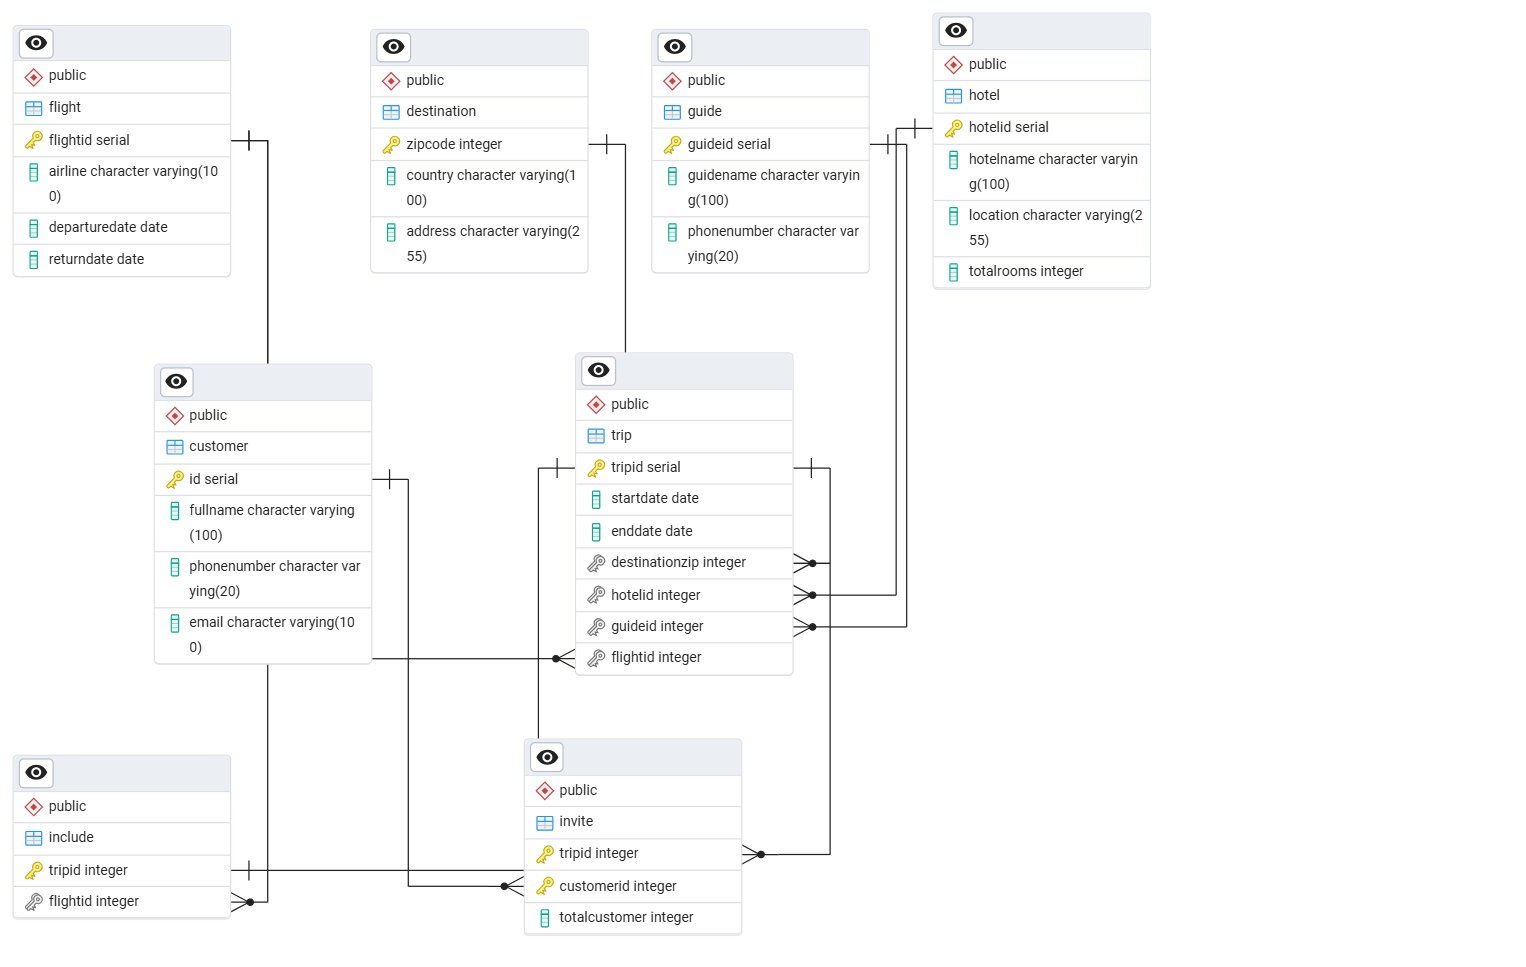 public
flight
flightid serial
airline character varying(10
0)
departuredate date
returndate date
public
destination
zipcode integer
country character varying(1
00)
address character varying(2
55)
public
guide
guideid serial
guidename character varyin
g(100)
phonenumber character var
ying(20)
public
hotel
hotelid serial
hotelname character varyin
g(100)
location character varying(2
55)
totalrooms integer
public
customer
id serial
fullname character varying
(100)
phonenumber character var
ying(20)
email character varying(10
0)
public
trip
tripid serial
startdate date
enddate date
destinationzip integer
hotelid integer
guideid integer
flightid integer
public
include
tripid integer
flightid integer
public
invite
tripid integer
customerid integer
totalcustomer integer